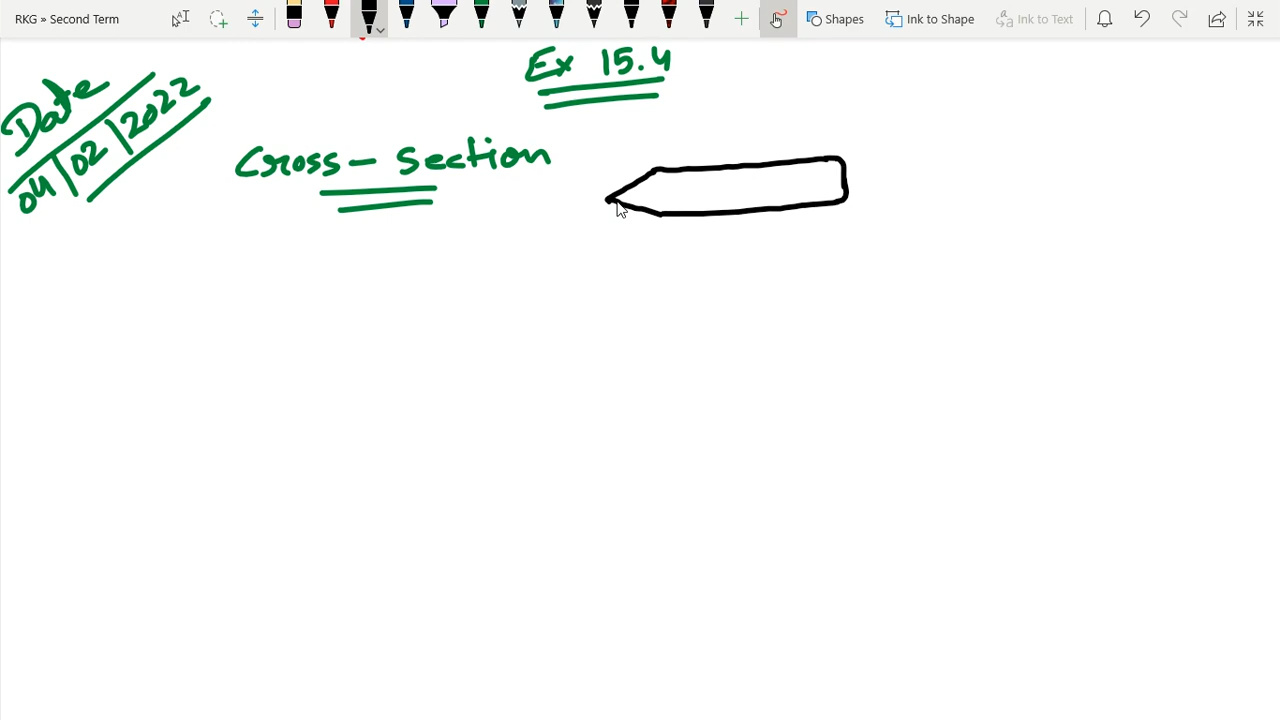 RKG » Second Term
Shapes
Ink to Shape
Ink to Text
Ex 15.4
Date
04/02/2022
Cross-Section